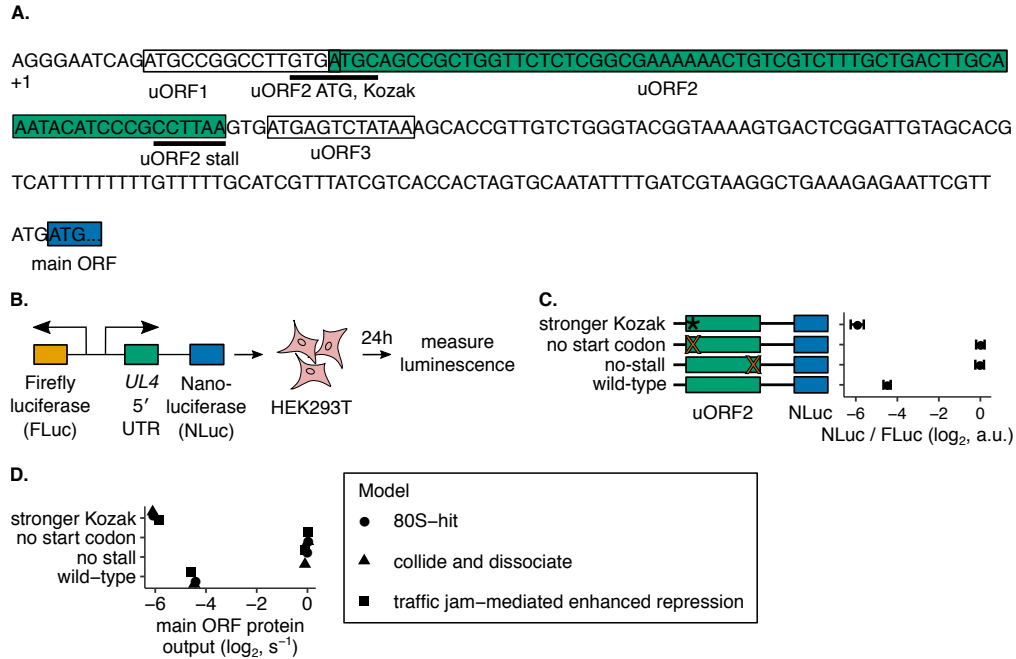 A.
AGGGAATCAGATGCCGGCCTTGTGATGCAGCCGCTGGTTCTCTCGGCGAAAAAACTGTCGTCTTTGCTGACTTGCA
+1
uORF1 uORF2 ATG, Kozak uORF2
AATACATCCCGCCTTAAGTGATGAGTCTATAAAGCACCGTTGTCTGGGTACGGTAAAAGTGACTCGGATTGTAGCACG
uORF2 stall uORF3
TCATTTTTTTTTGTTTTTGCATCGTTTATCGTCACCACTAGTGCAATATTTTGATCGTAAGGCTGAAAGAGAATTCGTT
ATGATG...
main ORF
B.
Firefly luciferase (FLuc)
UL4 5′ UTR
Nano-luciferase (NLuc)
HEK293T
24h
measure luminescence
C.
stronger Kozak
no start codon
no-stall
wild-type
uORF2 NLuc
−6 −4 −2 0
NLuc / FLuc (log2, a.u.)
D.
stronger Kozak
no start codon
no stall
wild−type
−6 −4 −2 0
main ORF protein
output (log2, s−1)
Model
80S−hit
collide and dissociate
traffic jam−mediated enhanced repression